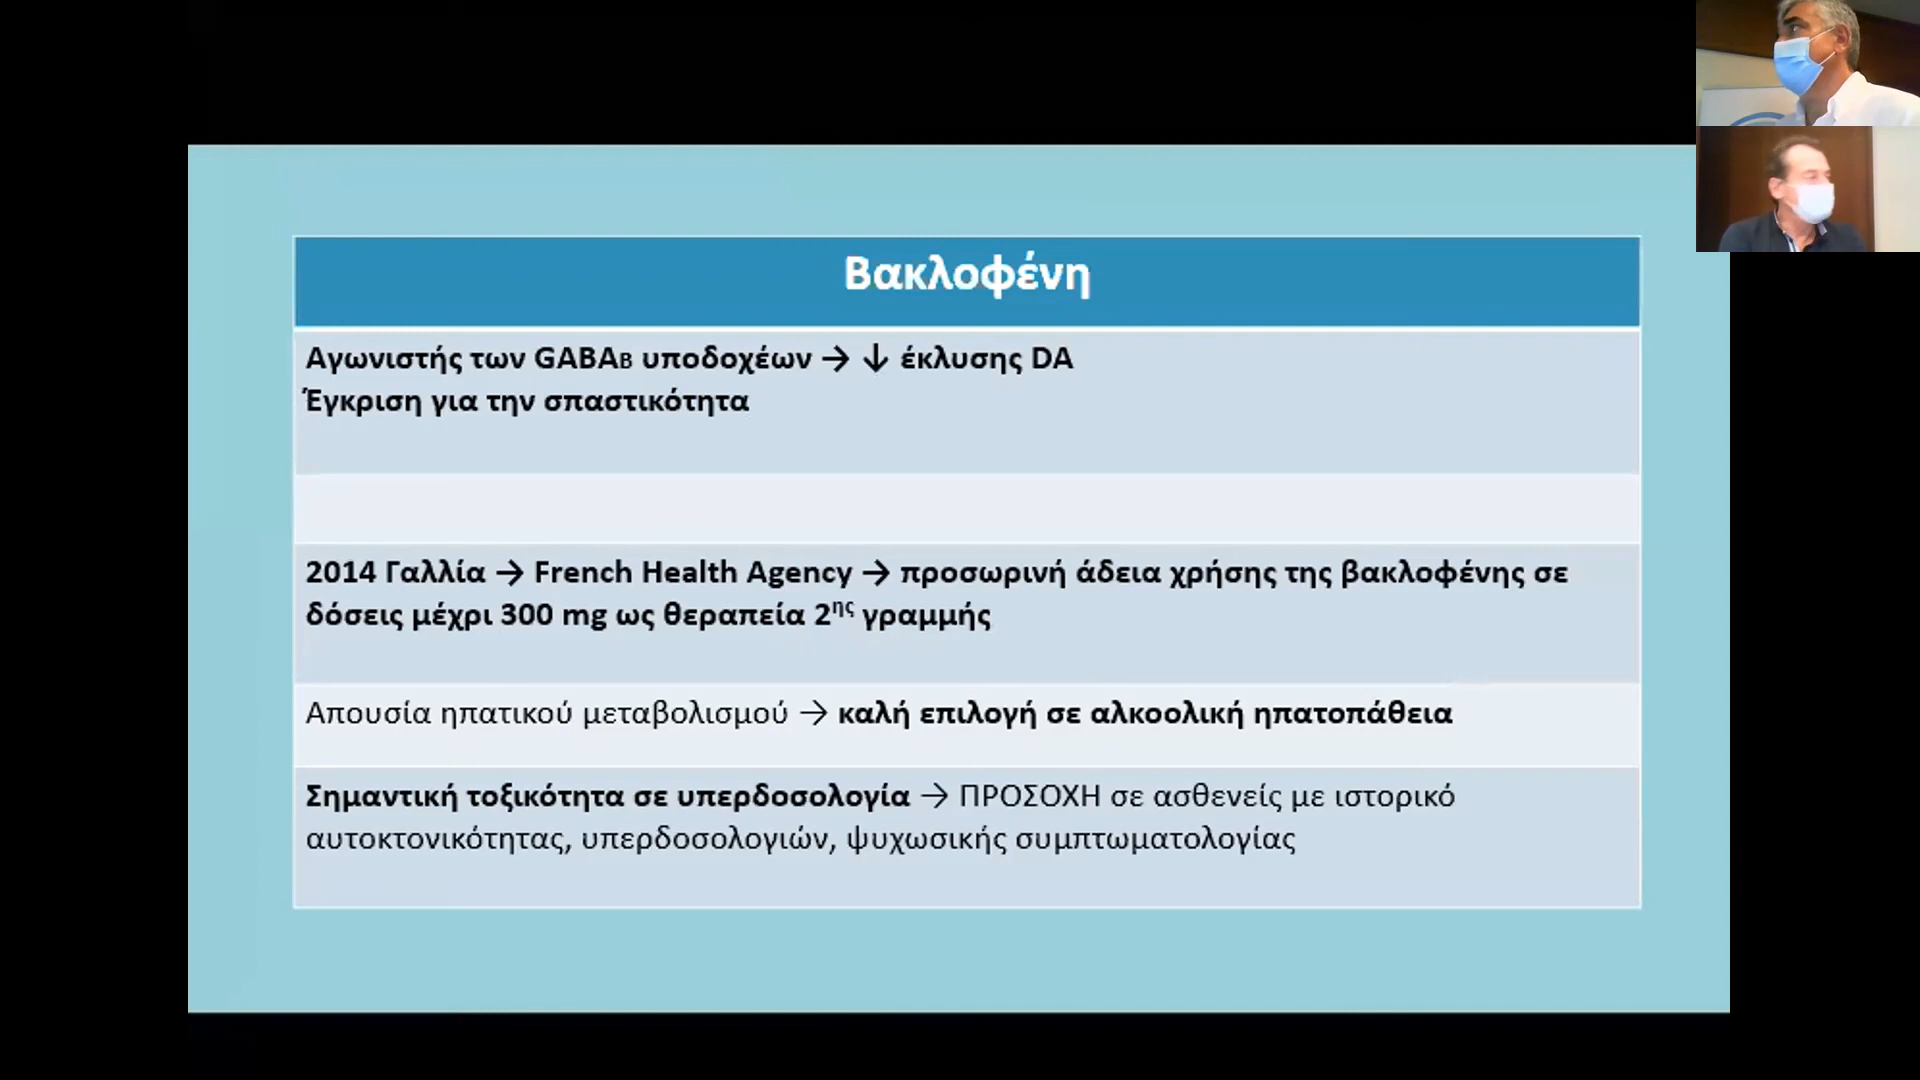 Βακλοφένη
Αγωνιστής των GABAB υποδοχέων → ↓ έκλυσης DA
Έγκριση για την σπαστικότητα
2014 Γαλλία → French Health Agency → προσωρινή άδεια χρήσης της βακλοφένης σε
δόσεις μέχρι 300 mg ως θεραπεία 2ης γραμμής
Απουσία ηπατικού μεταβολισμού → καλή επιλογή σε αλκοολική ηπατοπάθεια
Σημαντική τοξικότητα σε υπερδοσολογία → ΠΡΟΣΟΧΗ σε ασθενείς με ιστορικό
αυτοκτονικότητας, υπερδοσολογιών, ψυχωσικής συμπτωματολογίας